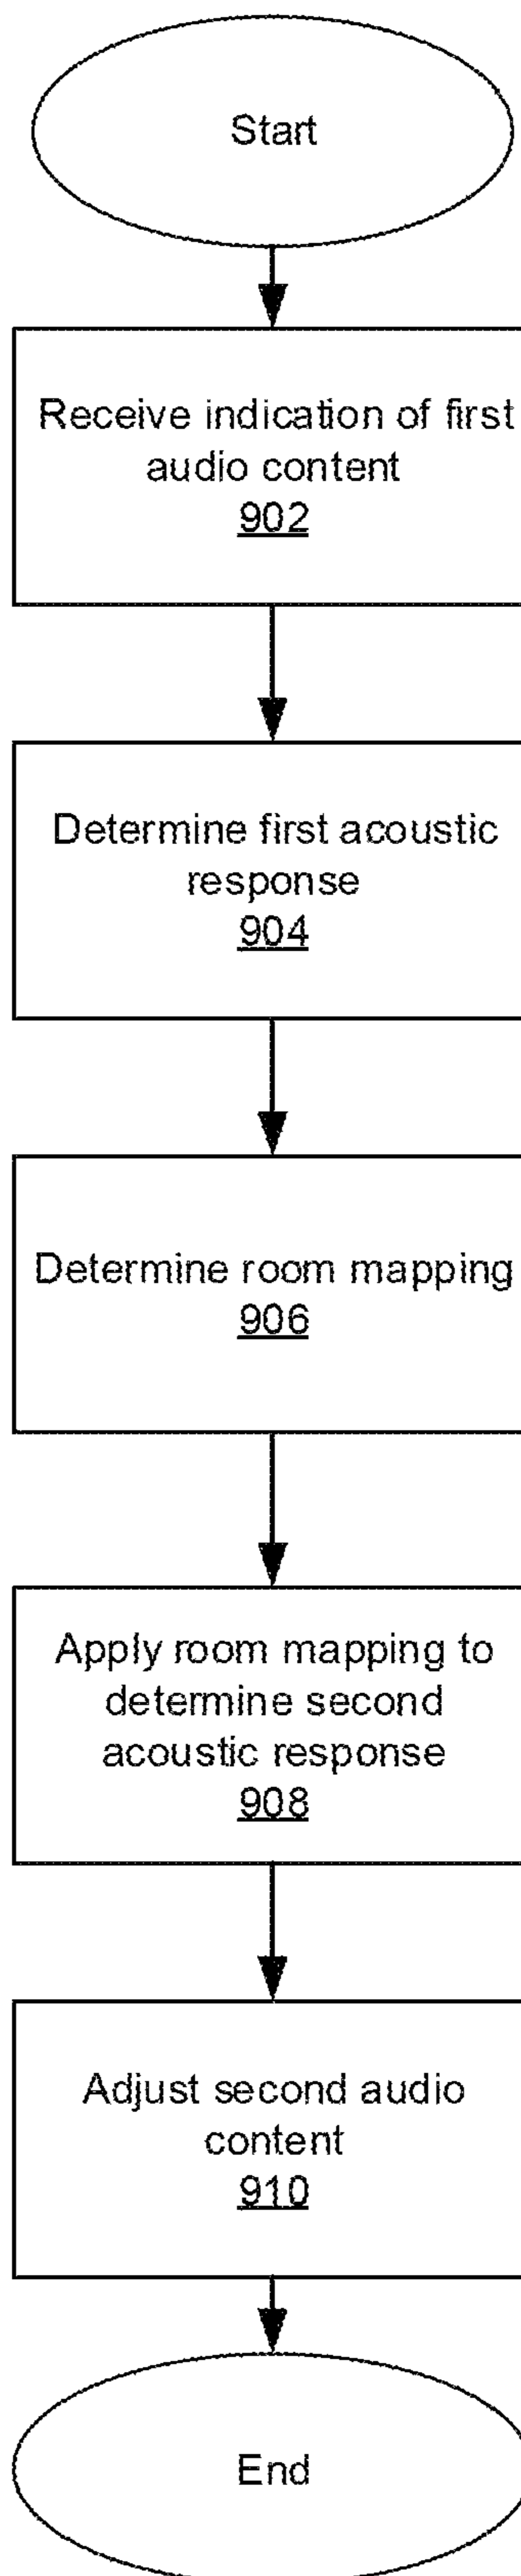 Start
Receive indication of first
audio content
902
Determine first acoustic
response
904
Determine room mapping
906
Apply room mapping to
determine second
acoustic response
908
Adjust second audio
content
910
End